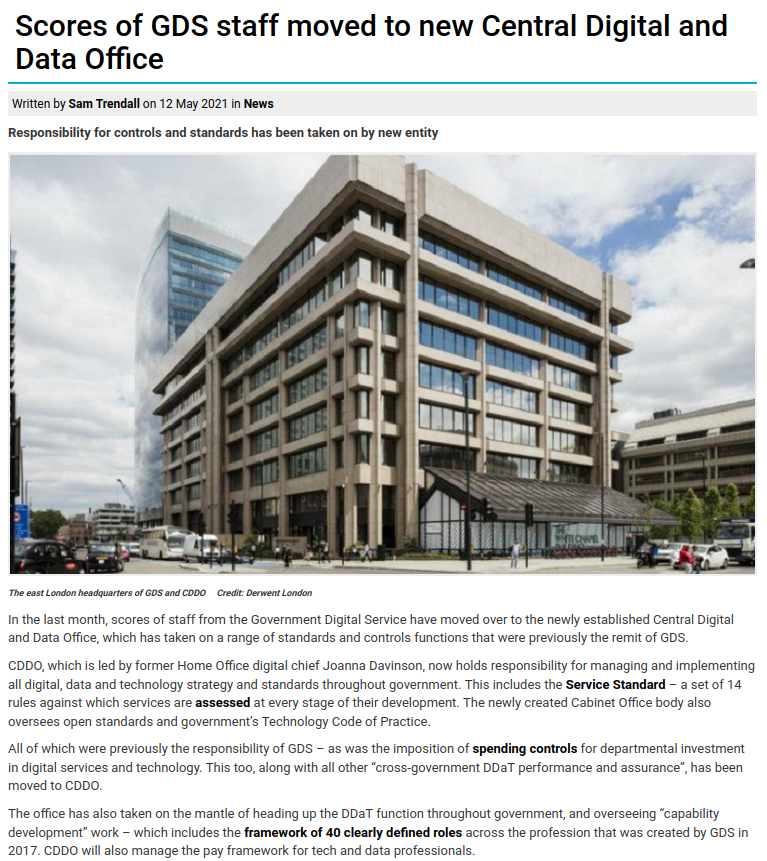 Scores of GDS staff moved to new Central Digital and
Data Office
Written by Sam Trendall on 12 May 2021 in News
Responsibility for controls and standards has been taken on by new entity
THE
WHITECHAPEL
BUILDING
The east London headquarters of GDS and CDDO Credit: Derwent London
In the last month, scores of staff from the Government Digital Service have moved over to the newly established Central Digital
and Data Office, which has taken on a range of standards and controls functions that were previously the remit of GDS.
CDDO, which is led by former Home Office digital chief Joanna Davinson, now holds responsibility for managing and implementing
all digital, data and technology strategy and standards throughout government. This includes the Service Standard – a set of 14
rules against which services are assessed at every stage of their development. The newly created Cabinet Office body also
oversees open standards and government's Technology Code of Practice.
All of which were previously the responsibility of GDS – as was the imposition of spending controls for departmental investment
in digital services and technology. This too, along with all other “cross-government DDaT performance and assurance”, has been
moved to CDDO.
The office has also taken on the mantle of heading up the DDaT function throughout government, and overseeing “capability
development” work – which includes the framework of 40 clearly defined roles across the profession that was created by GDS in
2017. CDDO will also manage the pay framework for tech and data professionals.